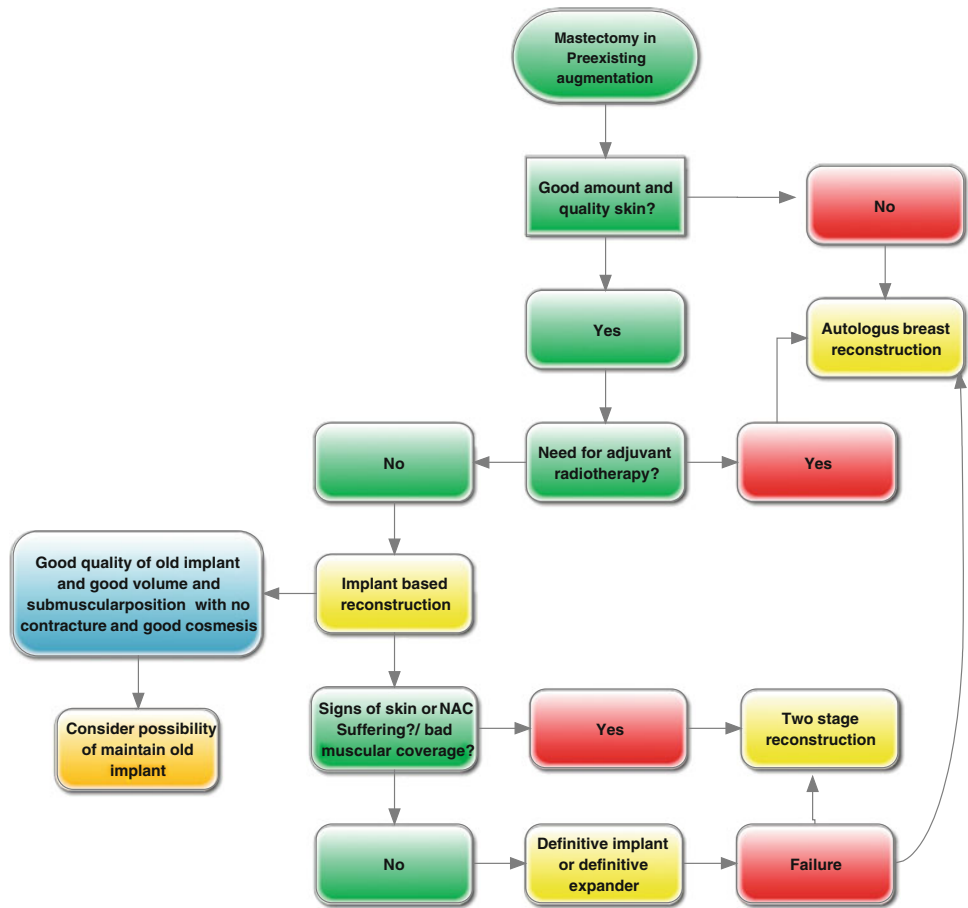 Mastectomy in
Preexisting
augmentation
Good amount and
quality skin?
No
Yes
Autologus breast
reconstruction
No
Need for adjuvant
radiotherapy?
Yes
Good quality of old implant
and good volume and
submuscularposition with no
contracture and good cosmesis
Implant based
reconstruction
Consider possibility
of maintain old
implant
Signs of skin or NAC
Suffering?/ bad
muscular coverage?
Yes
Two stage
reconstruction
No
Definitive implant
or definitive
expander
Failure